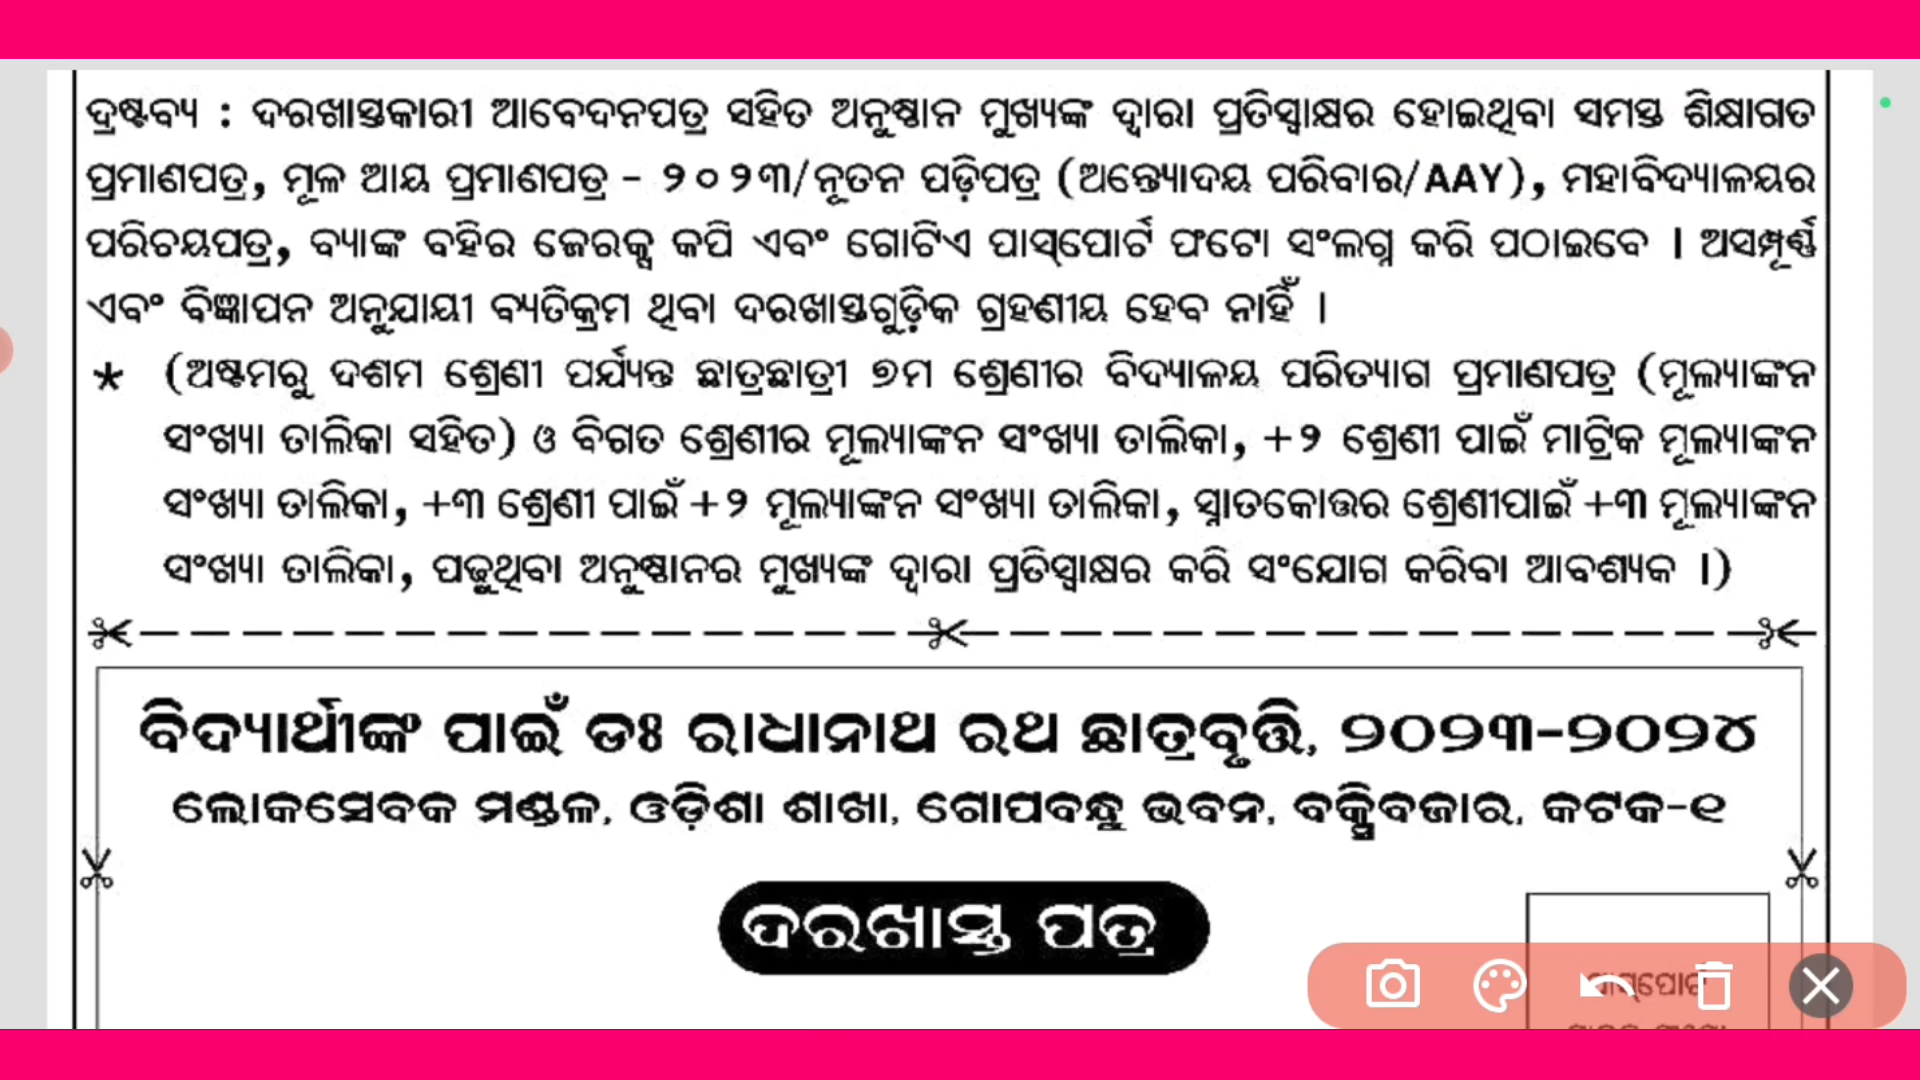 ଦ୍ରଷ୍ଟବ୍ୟ : ଦରଖାସ୍ତକାରୀ ଆବେଦନପତ୍ର ସହିତ ଅନୁଷ୍ଠାନ ମୁଖ୍ୟଙ୍କ ଦ୍ୱାରା ପ୍ରତିସ୍ୱାକ୍ଷର ହୋଇଥିବା ସମସ୍ତ ଶିକ୍ଷାଗତ
ପ୍ରମାଣପତ୍ର, ମୂଳ ଆୟ ପ୍ରମାଣପତ୍ର - ୨୦୨୩/ନୂତନ ପଡ଼ିପତ୍ର (ଅନ୍ତ୍ୟୋଦୟ ପରିବାର/AAY), ମହାବିଦ୍ୟାଳୟର
ପରିଚୟପତ୍ର, ବ୍ୟାଙ୍କ ବହିର ଜେରକ୍ସ କପି ଏବଂ ଗୋଟିଏ ପାସ୍‌ପୋର୍ଟ ଫଟୋ ସଂଲଗ୍ନ କରି ପଠାଇବେ । ଅସମ୍ପୂର୍ଣ୍ଣ
ଏବଂ ବିଜ୍ଞାପନ ଅନୁଯାୟୀ ବ୍ୟତିକ୍ରମ ଥିବା ଦରଖାସ୍ତଗୁଡ଼ିକ ଗ୍ରହଣୀୟ ହେବ ନାହିଁ ।
* (ଅଷ୍ଟମରୁ ଦଶମ ଶ୍ରେଣୀ ପର୍ଯ୍ୟନ୍ତ ଛାତ୍ରଛାତ୍ରୀ ୭ମ ଶ୍ରେଣୀର ବିଦ୍ୟାଳୟ ପରିତ୍ୟାଗ ପ୍ରମାଣପତ୍ର (ମୂଲ୍ୟାଙ୍କନ
ସଂଖ୍ୟା ତାଲିକା ସହିତ) ଓ ବିଗତ ଶ୍ରେଣୀର ମୂଲ୍ୟାଙ୍କନ ସଂଖ୍ୟା ତାଲିକା, +୨ ଶ୍ରେଣୀ ପାଇଁ ମାଟ୍ରିକ ମୂଲ୍ୟାଙ୍କନ
ସଂଖ୍ୟା ତାଲିକା, +୩ ଶ୍ରେଣୀ ପାଇଁ +୨ ମୂଲ୍ୟାଙ୍କନ ସଂଖ୍ୟା ତାଲିକା, ସ୍ନାତକୋତ୍ତର ଶ୍ରେଣୀପାଇଁ +୩ ମୂଲ୍ୟାଙ୍କନ
ସଂଖ୍ୟା ତାଲିକା, ପଢୁଥିବା ଅନୁଷ୍ଠାନର ମୁଖ୍ୟଙ୍କ ଦ୍ୱାରା ପ୍ରତିସ୍ୱାକ୍ଷର କରି ସଂଯୋଗ କରିବା ଆବଶ୍ୟକ ।)
ବିଦ୍ୟାର୍ଥୀଙ୍କ ପାଇଁ ଡଃ ରାଧାନାଥ ରଥ ଛାତ୍ରବୃତ୍ତି, ୨୦୨୩-୨୦୨୪
ଲୋକସେବକ ମଣ୍ଡଳ, ଓଡ଼ିଶା ଶାଖା, ଗୋପବନ୍ଧୁ ଭବନ, ବକ୍ସିବଜାର, କଟକ-୧
ଦରଖାସ୍ତ ପତ୍ର
ପାସ୍‌ପୋର୍ଟ